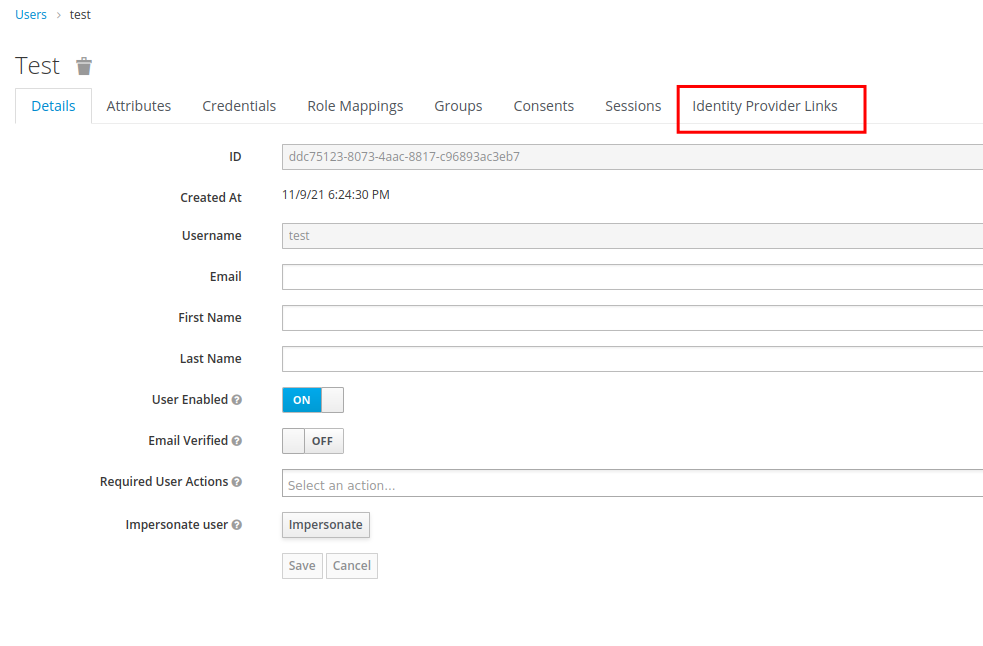 Users › test
Test
Details Attributes Credentials Role Mappings Groups Consents Sessions Identity Provider Links
ID ddc75123-8073-4aac-8817-c96893ac3eb7
Created At 11/9/21 6:24:30 PM
Username test
Email
First Name
Last Name
User Enabled ? ON
Email Verified ? OFF
Required User Actions ? Select an action...
Impersonate user ? Impersonate
Save Cancel